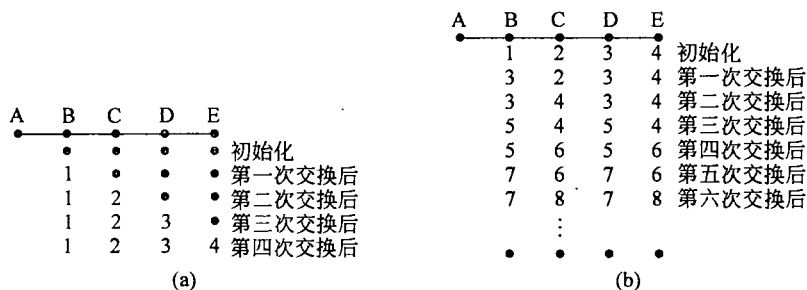 A B C D E
初始化
1 第一次交换后
1 2 第二次交换后
1 2 3 第三次交换后
1 2 3 4 第四次交换后
(a)
A B C D E
1 2 3 4 初始化
3 2 3 4 第一次交换后
3 4 3 4 第二次交换后
5 4 5 4 第三次交换后
5 6 5 6 第四次交换后
7 6 7 6 第五次交换后
7 8 7 8 第六次交换后
(b)